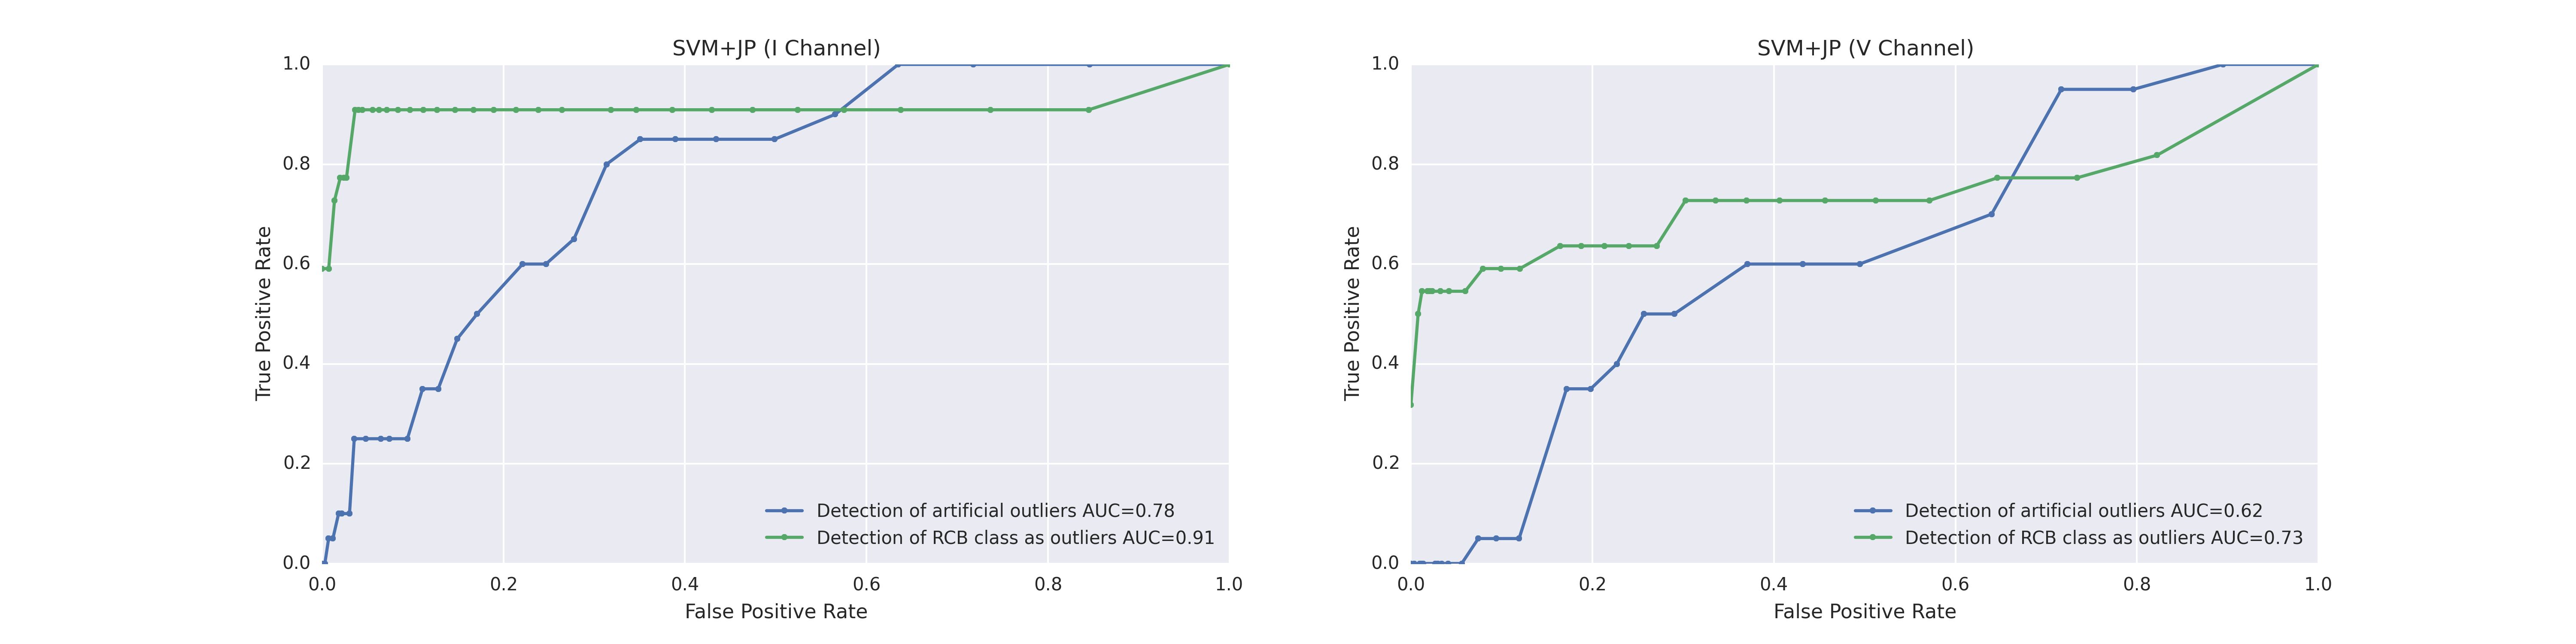 SVM+JP (I Channel)
True Positive Rate
1.0
0.8
0.6
0.4
0.2
0.0
Detection of artificial outliers AUC=0.78
Detection of RCB class as outliers AUC=0.91
0.0 0.2 0.4 0.6 0.8 1.0
False Positive Rate
SVM+JP (V Channel)
True Positive Rate
1.0
0.8
0.6
0.4
0.2
0.0
Detection of artificial outliers AUC=0.62
Detection of RCB class as outliers AUC=0.73
0.0 0.2 0.4 0.6 0.8 1.0
False Positive Rate